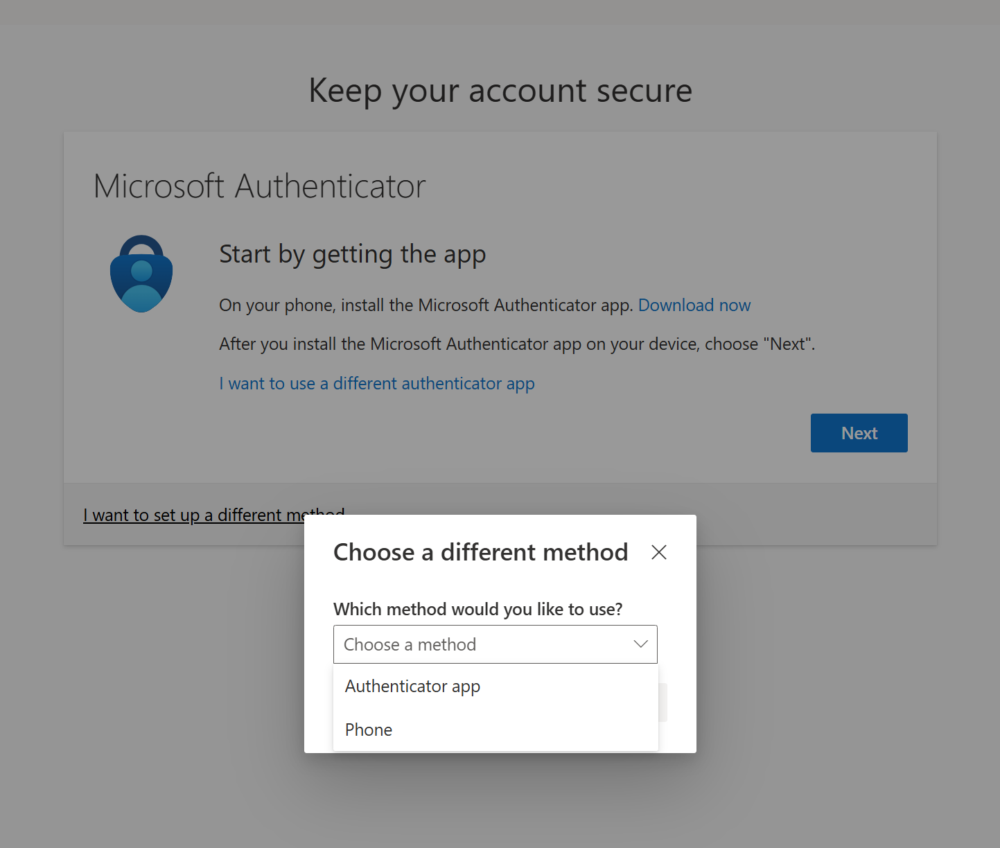 Keep your account secure
Microsoft Authenticator
Start by getting the app
On your phone, install the Microsoft Authenticator app. Download now
After you install the Microsoft Authenticator app on your device, choose "Next".
I want to use a different authenticator app
Next
I want to set up a different method
Choose a different method
Which method would you like to use?
Choose a method
Authenticator app
Phone